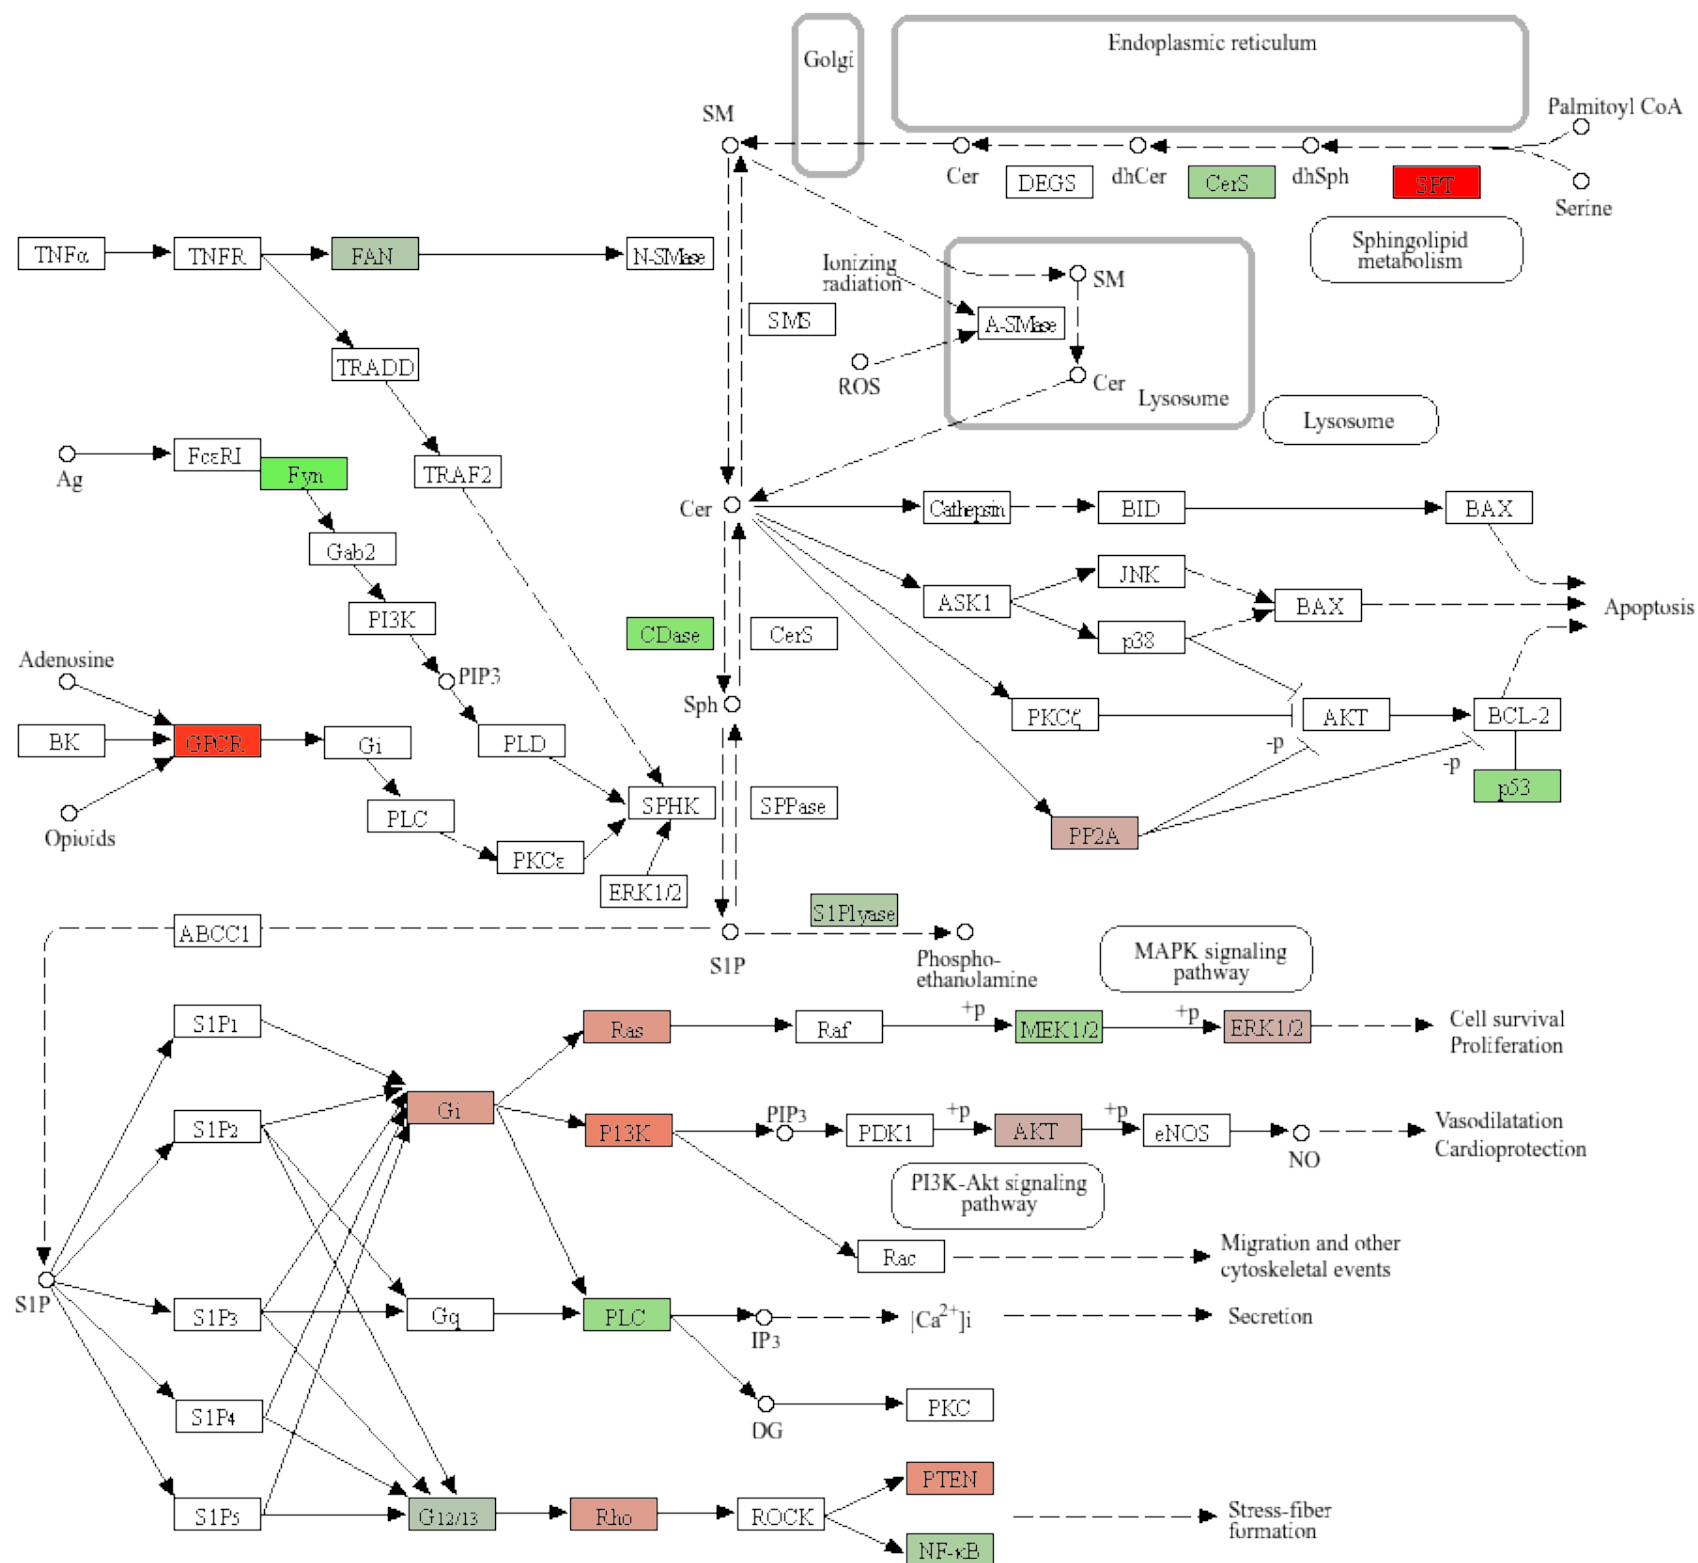 Golgi
Endoplasmic reticulum
Palmitoyl CoA
SM
Cer
DEGS
dhCer
CerS
dhSph
SPT
Serine
Sphingolipid
metabolism
TNFα
TNFR
FAN
N-SMase
Ionizing
radiation
SM
SMS
A-SMase
TRADD
ROS
Cer
Lysosome
Lysosome
Ag
FcεRI
Fyn
TRAF2
Cer
Cathepsin
BID
BAX
Gab2
JNK
ASK1
BAX
Apoptosis
PI3K
CDase
CerS
p38
Adenosine
PIP3
Sph
PKCζ
AKT
BCL-2
BK
GPCR
Gi
PLD
-p
-p
p53
SPHK
SPPase
Opioids
PLC
PP2A
PKCε
ERK1/2
S1Plyase
ABCC1
S1P
Phospho-
ethanolamine
MAPK signaling
pathway
S1P1
Ras
Raf
+p
MEK1/2
+p
ERK1/2
Cell survival
Proliferation
Gi
S1P2
P13K
PIP3
PDK1
+p
AKT
+p
eNOS
NO
Vasodilatation
Cardioprotection
PI3K-Akt signaling
pathway
Rac
Migration and other
cytoskeletal events
S1P
S1P3
Gq
PLC
IP3
[Ca2+]i
Secretion
S1P4
DG
PKC
PTEN
S1P5
G12/13
Rho
ROCK
Stress-fiber
formation
NF-κB